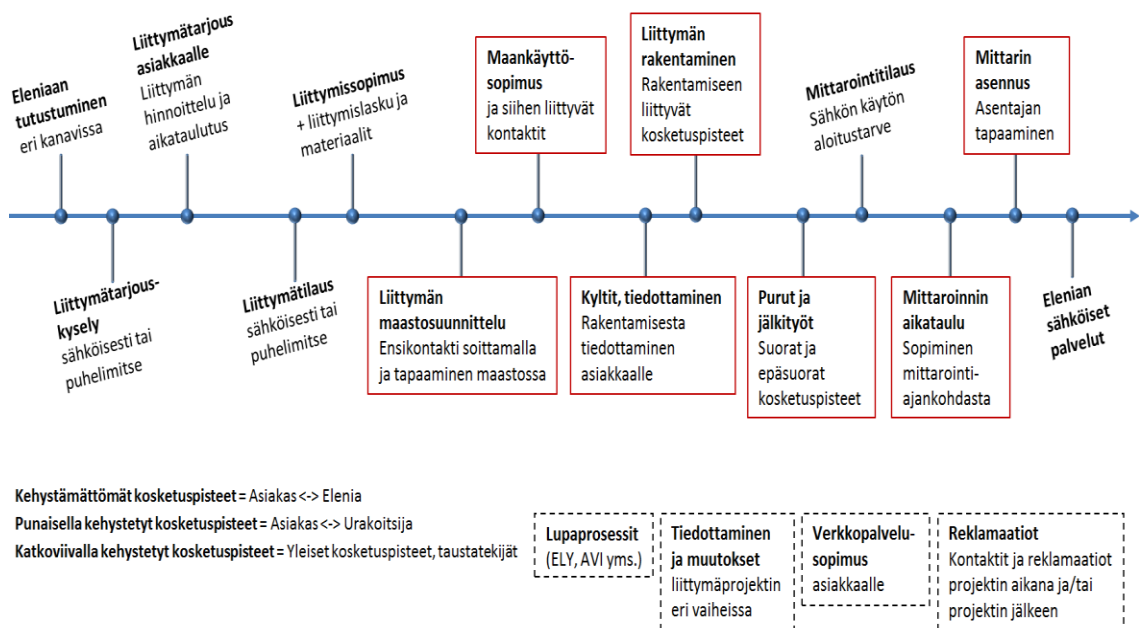 Eleniaan
tutustuminen
eri kanavissa
Liittymätarjous
asiakkaalle
Liittymän
hinnoittelu ja
aikataulutus
Liittymissopimus
+ liittymislasku ja
materiaalit
Maankäyttö-
sopimus
ja siihen liittyvät
kontaktit
Liittymän
rakentaminen
Rakentamiseen
liittyvät
kosketuspisteet
Mittarointitilaus
Sähkön käytön
aloitustarve
Mittarin
asennus
Asentajan
tapaaminen
Liittymätarjous-
kysely
sähköisesti tai
puhelimitse
Liittymätilaus
sähköisesti tai
puhelimitse
Liittymän
maastosuunnittelu
Ensikontakti soittamalla
ja tapaaminen maastossa
Kyltit, tiedottaminen
Rakentamisesta
tiedottaminen
asiakkaalle
Purut ja
jälkityöt
Suorat ja
epäsuorat
kosketuspisteet
Mittaroinnin
aikataulu
Sopiminen
mittarointi-
ajankohdasta
Elenian
sähköiset
palvelut
Kehystämättömät kosketuspisteet = Asiakas <-> Elenia
Punaisella kehystetyt kosketuspisteet = Asiakas <-> Urakoitsija
Katkoviivalla kehystetyt kosketuspisteet = Yleiset kosketuspisteet, taustatekijät
Lupaprosessit
(ELY, AVI yms.)
Tiedottaminen
ja muutokset
liittymäprojektin
eri vaiheissa
Verkkopalvelu-
sopimus
asiakkaalle
Reklamaatiot
Kontaktit ja reklamaatiot
projektin aikana ja/tai
projektin jälkeen